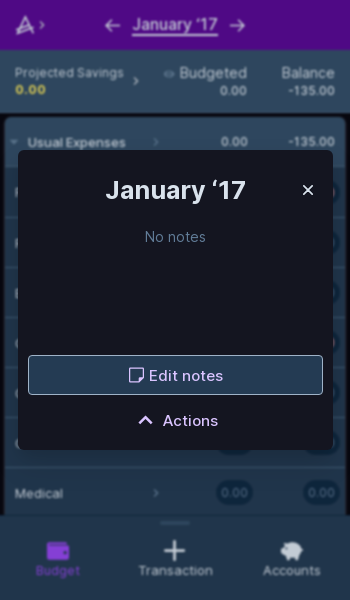 January ‘17
Projected Savings
0.00
Budgeted
0.00
Balance
-135.00
Usual Expenses
0.00
-135.00
January ‘17
No notes
Edit notes
Actions
Medical
0.00
0.00
Budget
Transaction
Accounts